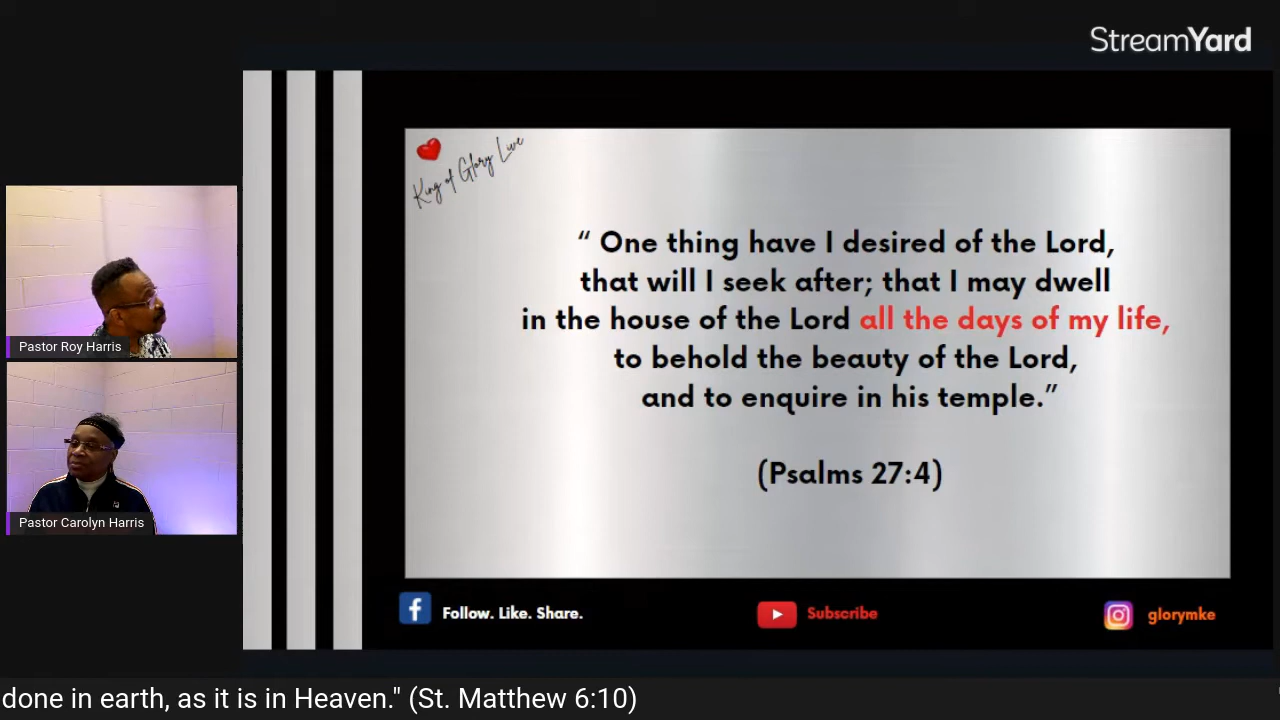 StreamYard
King of Glory Live
“ One thing have I desired of the Lord,
that will I seek after; that I may dwell
in the house of the Lord all the days of my life,
to behold the beauty of the Lord,
and to enquire in his temple.”
(Psalms 27:4)
Pastor Roy Harris
Pastor Carolyn Harris
Follow. Like. Share.
Subscribe
glorymke
done in earth, as it is in Heaven." (St. Matthew 6:10)